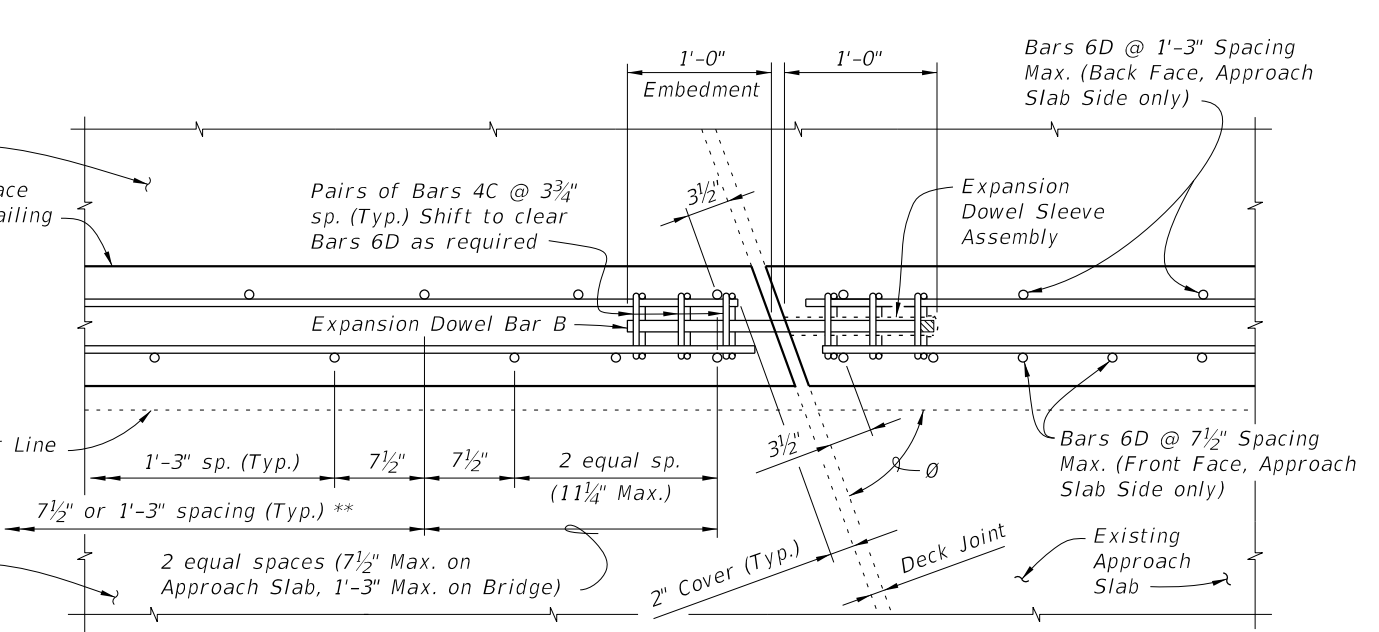 1'-0"
Embedment
1'-0"
Bars 6D @ 1'-3" Spacing
Max. (Back Face, Approach
Slab Side only)
ace
ailing
Pairs of Bars 4C @ 3¾"
sp. (Typ.) Shift to clear
Bars 6D as required
3½"
Expansion
Dowel Sleeve
Assembly
Expansion Dowel Bar B
r Line
1'-3" sp. (Typ.)
7½"
7½"
2 equal sp.
(11¼" Max.)
3½"
Ø
Bars 6D @ 7½" Spacing
Max. (Front Face, Approach
Slab Side only)
7½" or 1'-3" spacing (Typ.) **
2 equal spaces (7½" Max. on
Approach Slab, 1'-3" Max. on Bridge)
2" Cover (Typ.)
Deck Joint
Existing
Approach
Slab